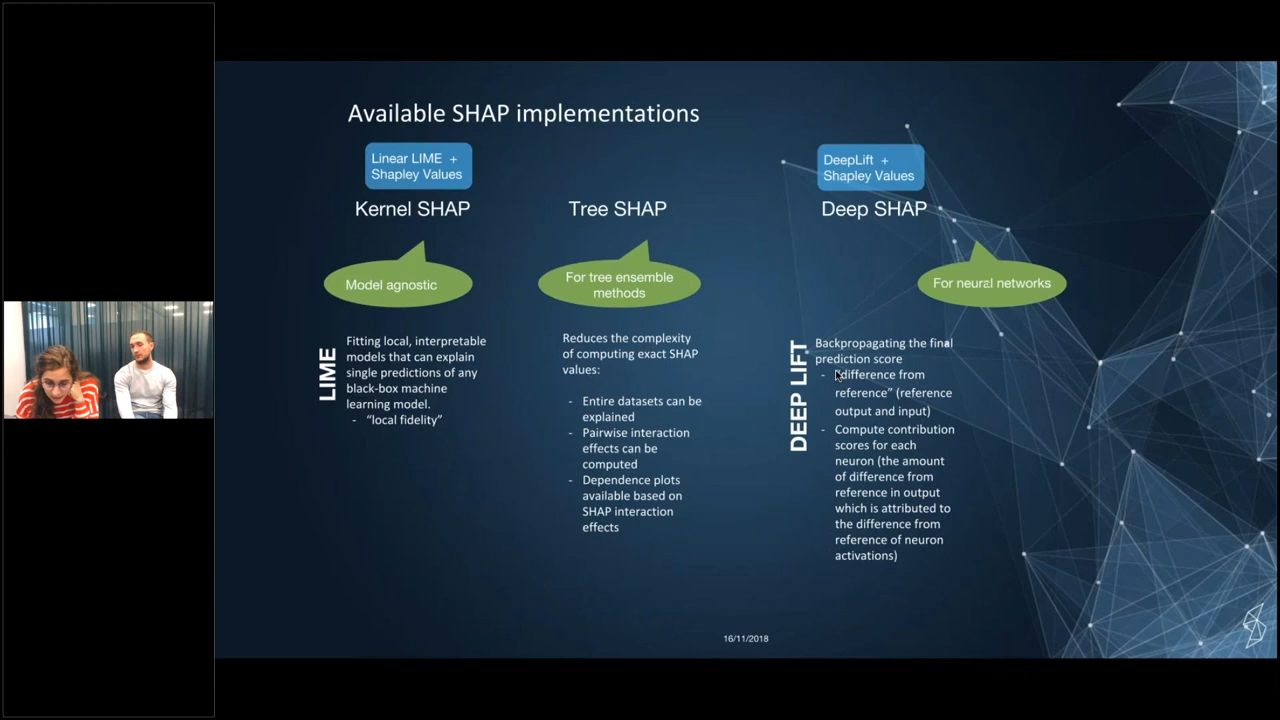 Available SHAP implementations
Linear LIME +
Shapley Values
Kernel SHAP
Model agnostic
LIME
Fitting local, interpretable
models that can explain
single predictions of any
black-box machine
learning model.
- “local fidelity”
Tree SHAP
For tree ensemble
methods
Reduces the complexity
of computing exact SHAP
values:
- Entire datasets can be
explained
- Pairwise interaction
effects can be
computed
- Dependence plots
available based on
SHAP interaction
effects
DeepLift +
Shapley Values
Deep SHAP
For neural networks
DEEP LIFT
Backpropagating the final
prediction score
- “difference from
reference” (reference
output and input)
- Compute contribution
scores for each
neuron (the amount
of difference from
reference in output
which is attributed to
the difference from
reference of neuron
activations)
16/11/2018